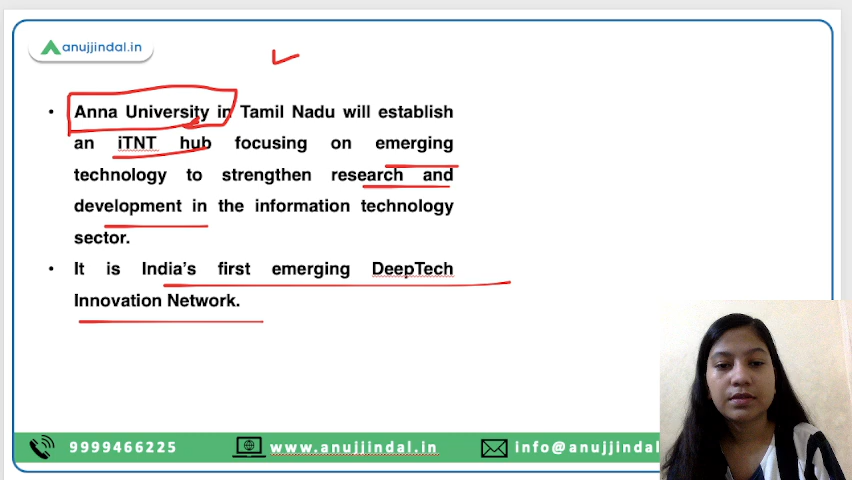 anujjindal.in
• Anna University in Tamil Nadu will establish
an iTNT hub focusing on emerging
technology to strengthen research and
development in the information technology
sector.
• It is India's first emerging DeepTech
Innovation Network.
9999466225 www.anujjindal.in info@anujjindal